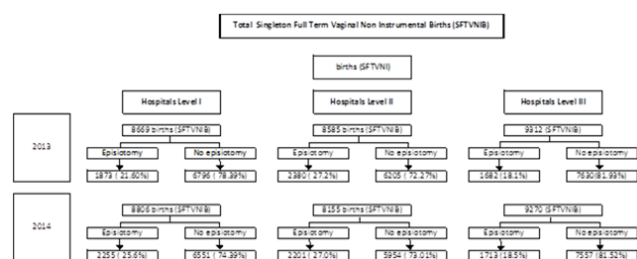 Total Singleton Full Term Vaginal Non Instrumental Births (SFTVNIB)
births (SFTVNI)
Hospitals Level I Hospitals Level II Hospitals Level III
2013
8669 births (SFTVNIB) 8585 births (SFTVNIB) 9312 (SFTVNIB)
Episiotomy No episiotomy Episiotomy No episiotomy Episiotomy No episiotomy
1873 ( 21.60%) 6796 ( 78.39%) 2380 ( 27.2%) 6205 ( 72.27%) 1682 (18.1%) 7630(81.93%)
2014
8806 births (SFTVNIB) 8155 births (SFTVNIB) 9270 (SFTVNIB)
Episiotomy No episiotomy Episiotomy No episiotomy Episiotomy No episiotomy
2255 (25.6%) 6551 ( 74.39%) 2201 (27.0%) 5954 ( 73.01%) 1713 (18.5%) 7557 (81.52%)